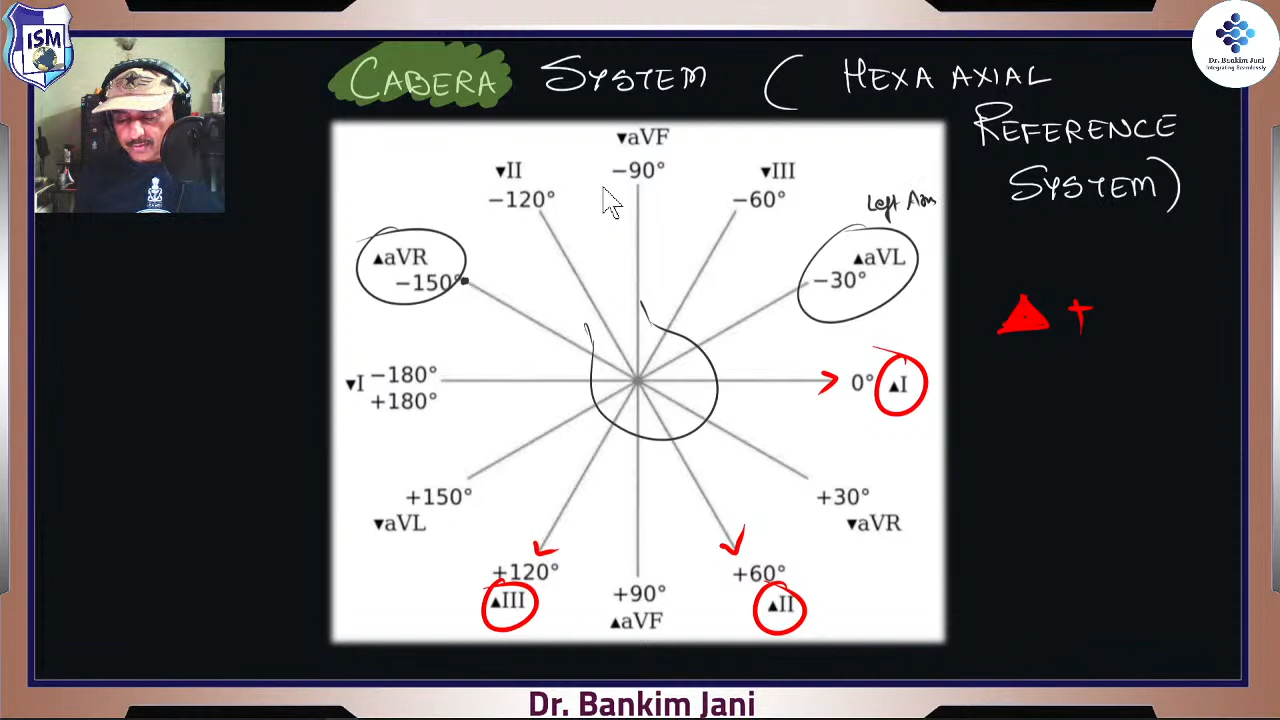 ISM
Dr. Bankim Jani
Integrating Seamlessly
CABERA SYSTEM ( HEXA AXIAL
REFERENCE
SYSTEM)
▼aVF
−90°
▼II
−120°
▼III
−60°
Left Arm
▲aVR
−150°
▲aVL
−30°
▼I −180°
+180°
0° ▲I
+150°
▼aVL
+30°
▼aVR
+120°
▲III
+90°
▲aVF
+60°
▲II
▲ +
Dr. Bankim Jani